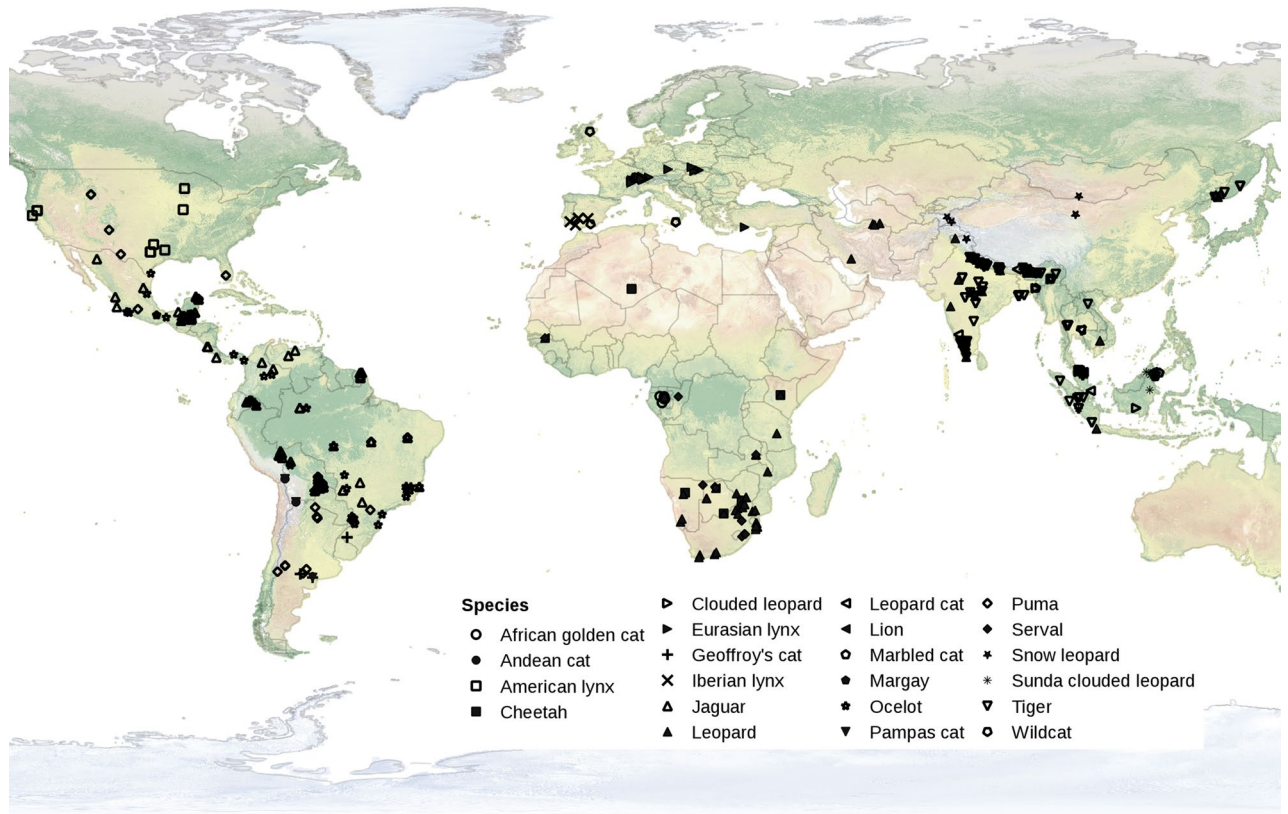 Species
African golden cat
Andean cat
American lynx
Cheetah
Clouded leopard
Eurasian lynx
Geoffroy's cat
Iberian lynx
Jaguar
Leopard
Leopard cat
Lion
Marbled cat
Margay
Ocelot
Pampas cat
Puma
Serval
Snow leopard
Sunda clouded leopard
Tiger
Wildcat